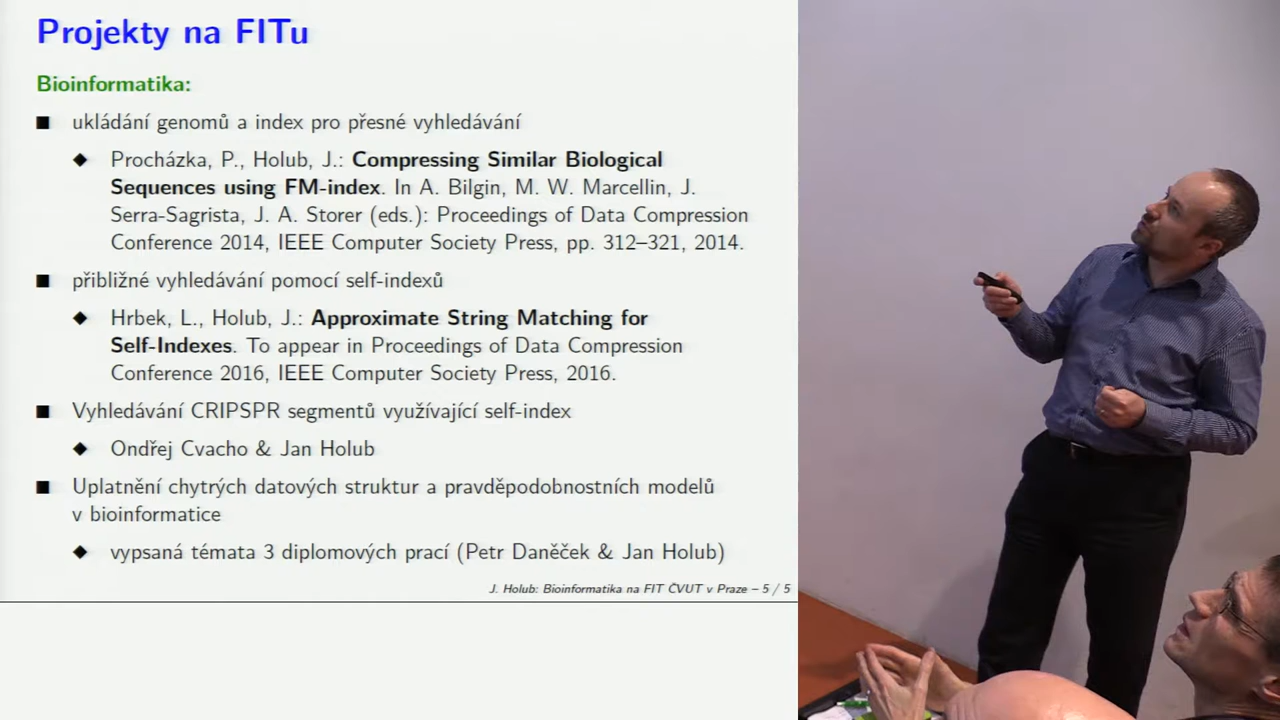 Projekty na FITu
Bioinformatika:
ukládání genomů a index pro přesné vyhledávání
Procházka, P., Holub, J.: Compressing Similar Biological
Sequences using FM-index. In A. Bilgin, M. W. Marcellin, J.
Serra-Sagrista, J. A. Storer (eds.): Proceedings of Data Compression
Conference 2014, IEEE Computer Society Press, pp. 312–321, 2014.
přibližné vyhledávání pomocí self-indexů
Hrbek, L., Holub, J.: Approximate String Matching for
Self-Indexes. To appear in Proceedings of Data Compression
Conference 2016, IEEE Computer Society Press, 2016.
Vyhledávání CRIPSPR segmentů využívající self-index
Ondřej Cvacho & Jan Holub
Uplatnění chytrých datových struktur a pravděpodobnostních modelů
v bioinformatice
vypsaná témata 3 diplomových prací (Petr Daněček & Jan Holub)
J. Holub: Bioinformatika na FIT ČVUT v Praze – 5 / 5